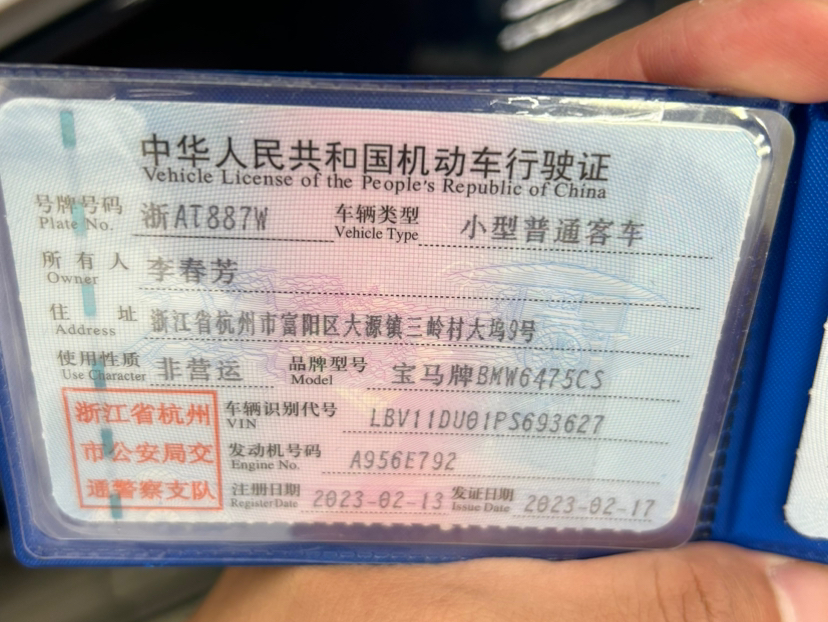 中华人民共和国机动车行驶证
Vehicle License of the People's Republic of China
号牌号码 浙AT887W 车辆类型 小型普通客车
Plate No. Vehicle Type
所有人 李春芳
Owner
住址 浙江省杭州市富阳区大源镇三岭村大坞9号
Address
使用性质 非营运 品牌型号 宝马牌BMW6475CS
Use Character Model
浙江省杭州
市公安局交
通警察支队
车辆识别代号 LBV11DU01PS693627
VIN
发动机号码 A956E792
Engine No.
注册日期 2023-02-13 发证日期 2023-02-17
Register Date Issue Date